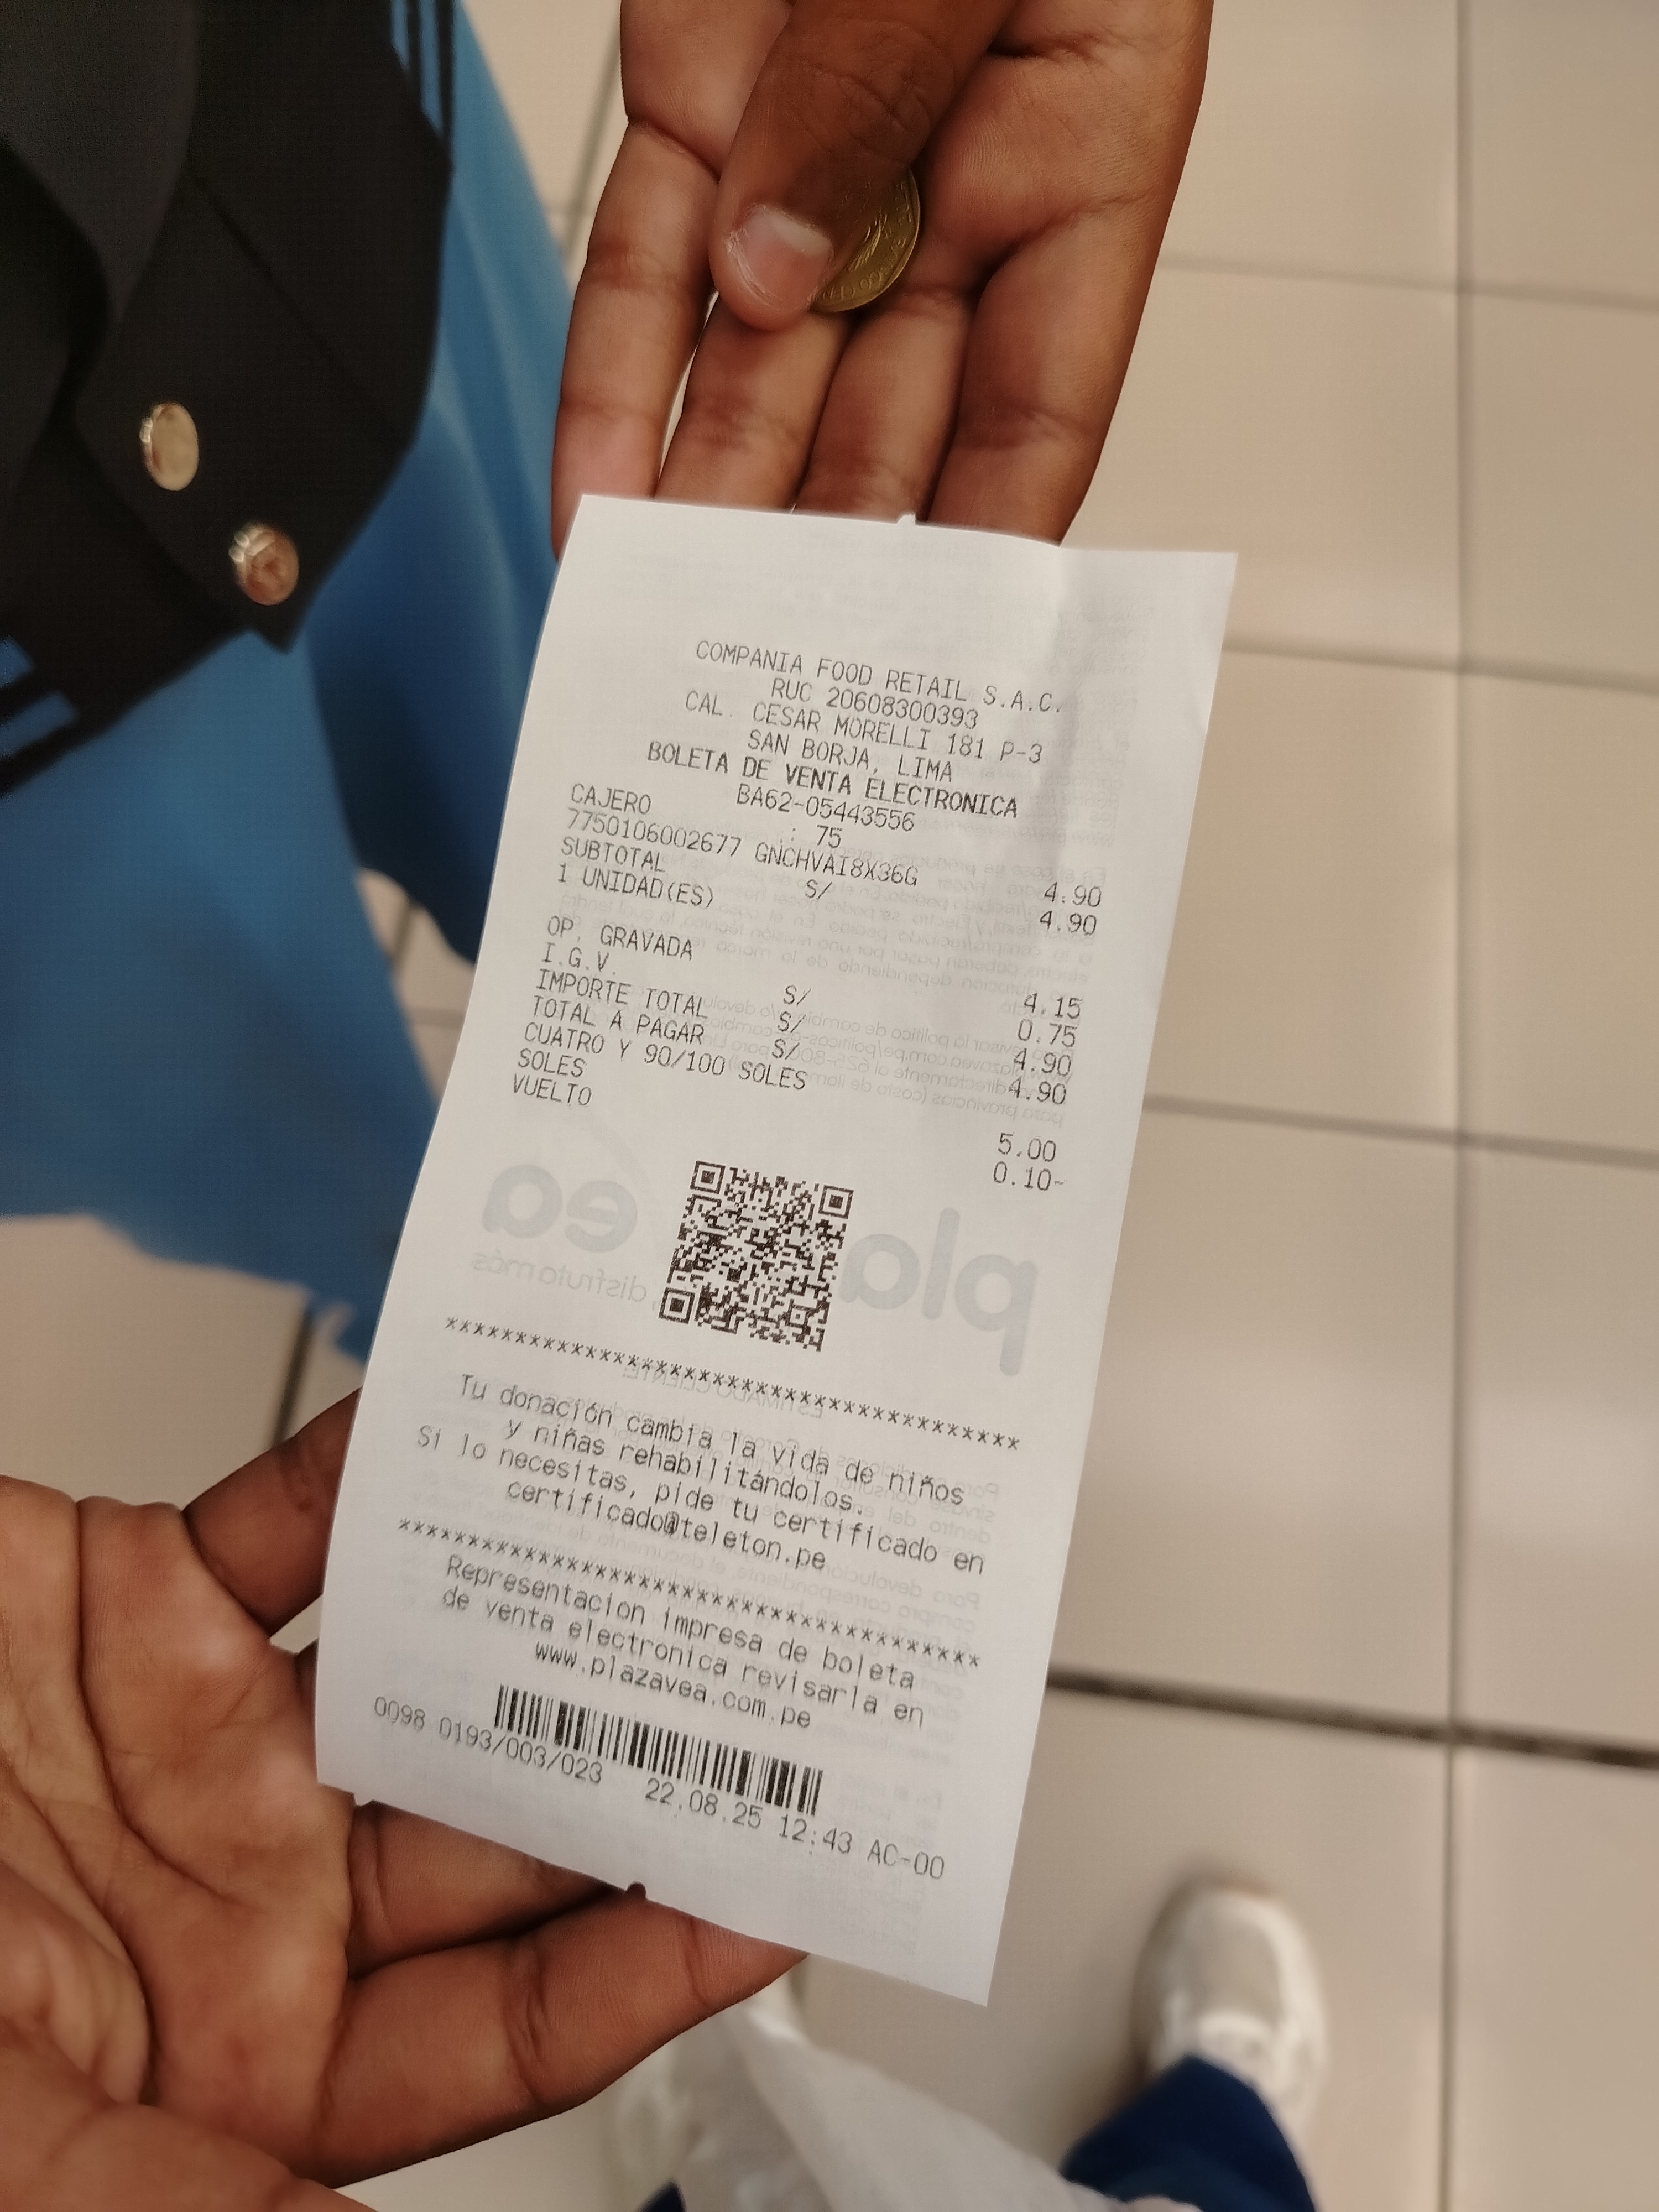 COMPANIA FOOD RETAIL S.A.C.
RUC 20608300393
CAL. CESAR MORELLI 181 P-3
SAN BORJA, LIMA
BOLETA DE VENTA ELECTRONICA
BA62-05443556
CAJERO : 75
7750106002677 GNCHVAI8X36G 4.90
SUBTOTAL S/ 4.90
1 UNIDAD(ES)
OP. GRAVADA S/ 4.15
I.G.V. S/ 0.75
IMPORTE TOTAL S/ 4.90
TOTAL A PAGAR 4.90
CUATRO Y 90/100 SOLES
SOLES 5.00
VUELTO 0.10-
*****************************************
Tu donación cambia la vida de niños
y niñas rehabilitándolos.
Si lo necesitas, pide tu certificado en
certificado@teleton.pe
*****************************************
Representacion impresa de boleta
de venta electronica revisarla en
www.plazavea.com.pe
0098 0193/003/023 22.08.25 12:43 AC-00